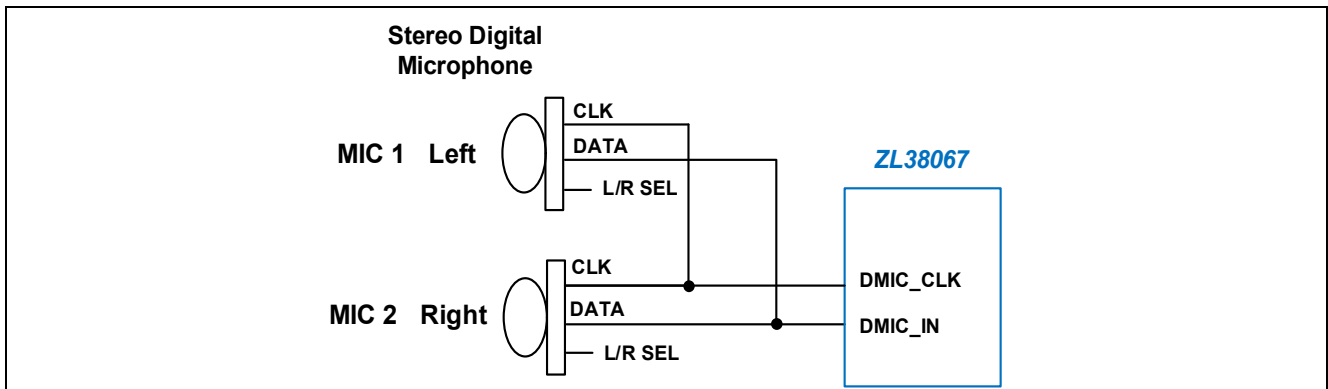 Stereo Digital
Microphone
CLK
MIC 1 Left
DATA
ZL38067
L/R SEL
CLK
DMIC_CLK
MIC 2 Right
DATA
DMIC_IN
L/R SEL